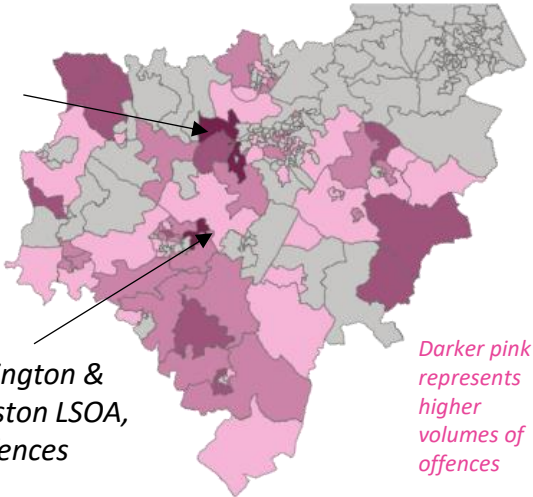 ington &
ston LSOA,
ences
Darker pink
represents
higher
volumes of
offences